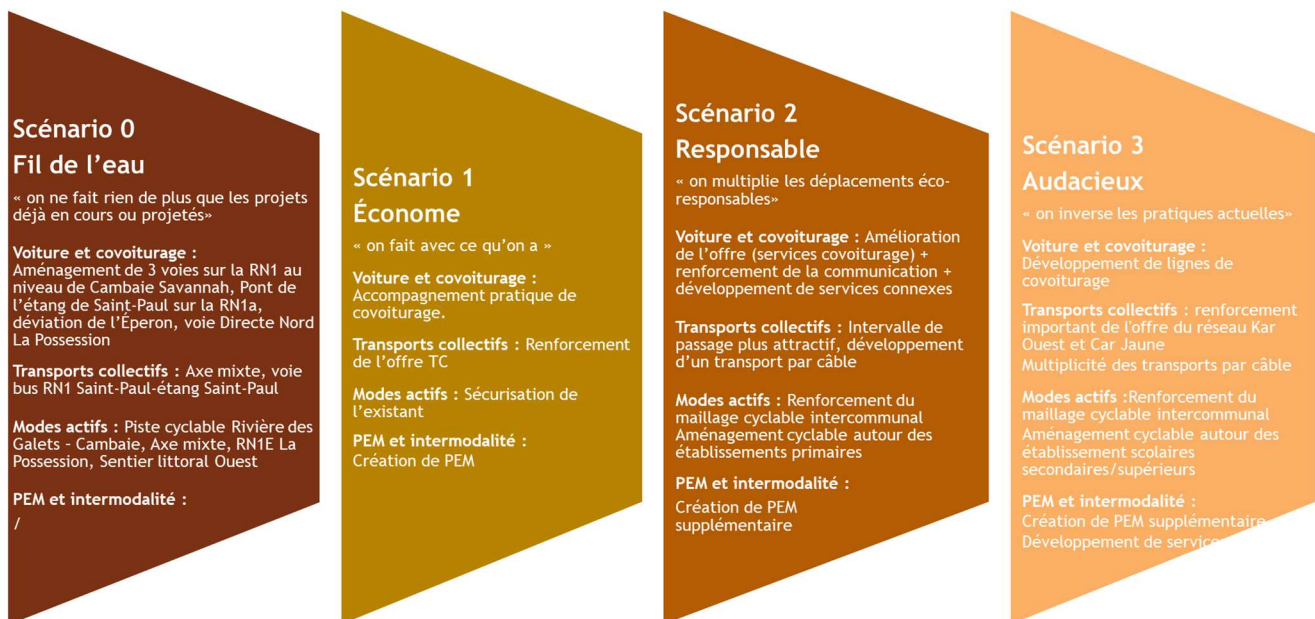 Scénario 0
Fil de l'eau
« on ne fait rien de plus que les projets
déjà en cours ou projetés»
Voiture et covoiturage :
Aménagement de 3 voies sur la RN1 au
niveau de Cambaie Savannah, Pont de
l'étang de Saint-Paul sur la RN1a,
déviation de l'Éperon, voie Directe Nord
La Possession
Transports collectifs : Axe mixte, voie
bus RN1 Saint-Paul-étang Saint-Paul
Modes actifs : Piste cyclable Rivière des
Galets – Cambaie, Axe mixte, RN1E La
Possession, Sentier littoral Ouest
PEM et intermodalité :
/
Scénario 1
Économe
« on fait avec ce qu'on a »
Voiture et covoiturage :
Accompagnement pratique de
covoiturage.
Transports collectifs : Renforcement
de l'offre TC
Modes actifs : Sécurisation de
l'existant
PEM et intermodalité :
Création de PEM
Scénario 2
Responsable
« on multiplie les déplacements éco-
responsables»
Voiture et covoiturage : Amélioration
de l'offre (services covoiturage) +
renforcement de la communication +
développement de services connexes
Transports collectifs : Intervalle de
passage plus attractif, développement
d'un transport par câble
Modes actifs : Renforcement du
maillage cyclable intercommunal
Aménagement cyclable autour des
établissements primaires
PEM et intermodalité :
Création de PEM
supplémentaire
Scénario 3
Audacieux
« on inverse les pratiques actuelles»
Voiture et covoiturage :
Développement de lignes de
covoiturage
Transports collectifs : renforcement
important de l'offre du réseau Kar
Ouest et Car Jaune
Multiplicité des transports par câble
Modes actifs :Renforcement du
maillage cyclable intercommunal
Aménagement cyclable autour des
établissement scolaires
secondaires/supérieurs
PEM et intermodalité :
Création de PEM supplémentaire
Développement de